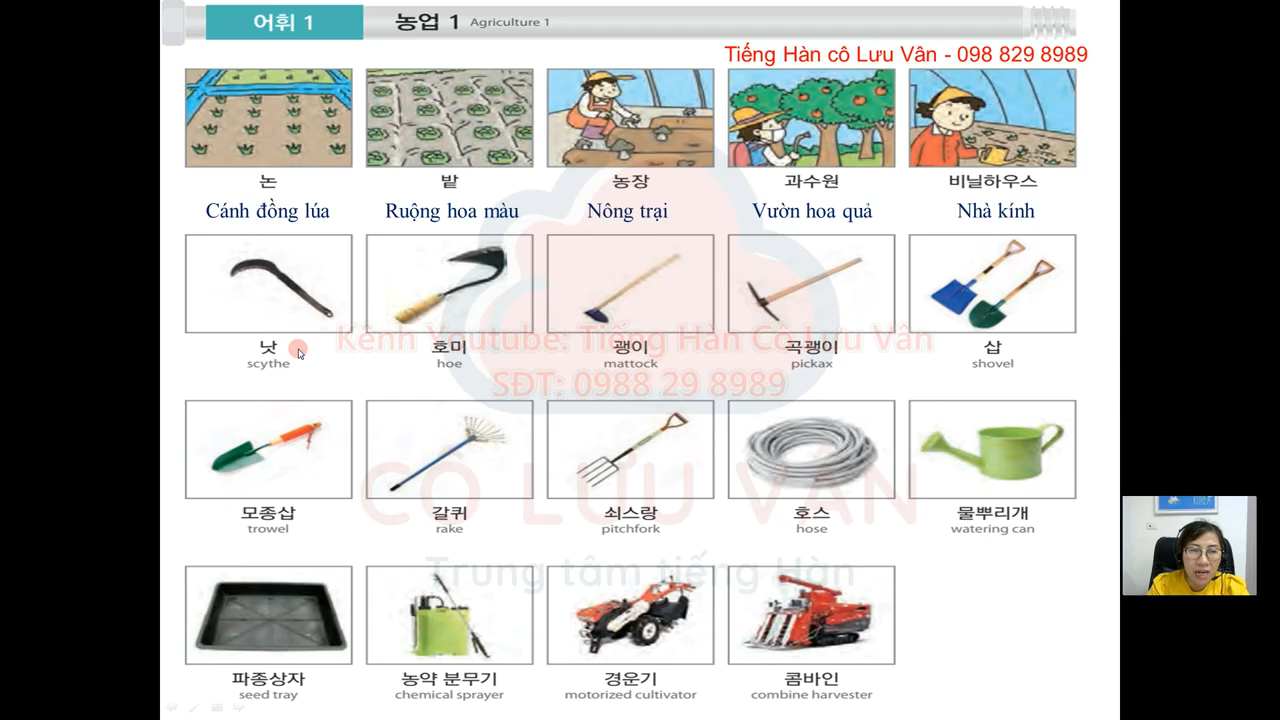 어휘 1
농업 1 Agriculture 1
Tiếng Hàn cô Lưu Vân - 098 829 8989
논 밭 농장 과수원 비닐하우스
Cánh đồng lúa Ruộng hoa màu Nông trại Vườn hoa quả Nhà kính
Kênh Youtube: Tiếng Hàn Cô Lưu Vân
낫 호미 괭이 곡괭이 삽
scythe hoe mattock pickax shovel
SĐT: 0988 29 8989
CÔ LƯU VÂN
모종삽 갈퀴 쇠스랑 호스 물뿌리개
trowel rake pitchfork hose watering can
Trung tâm tiếng Hàn
파종상자 농약 분무기 경운기 콤바인
seed tray chemical sprayer motorized cultivator combine harvester